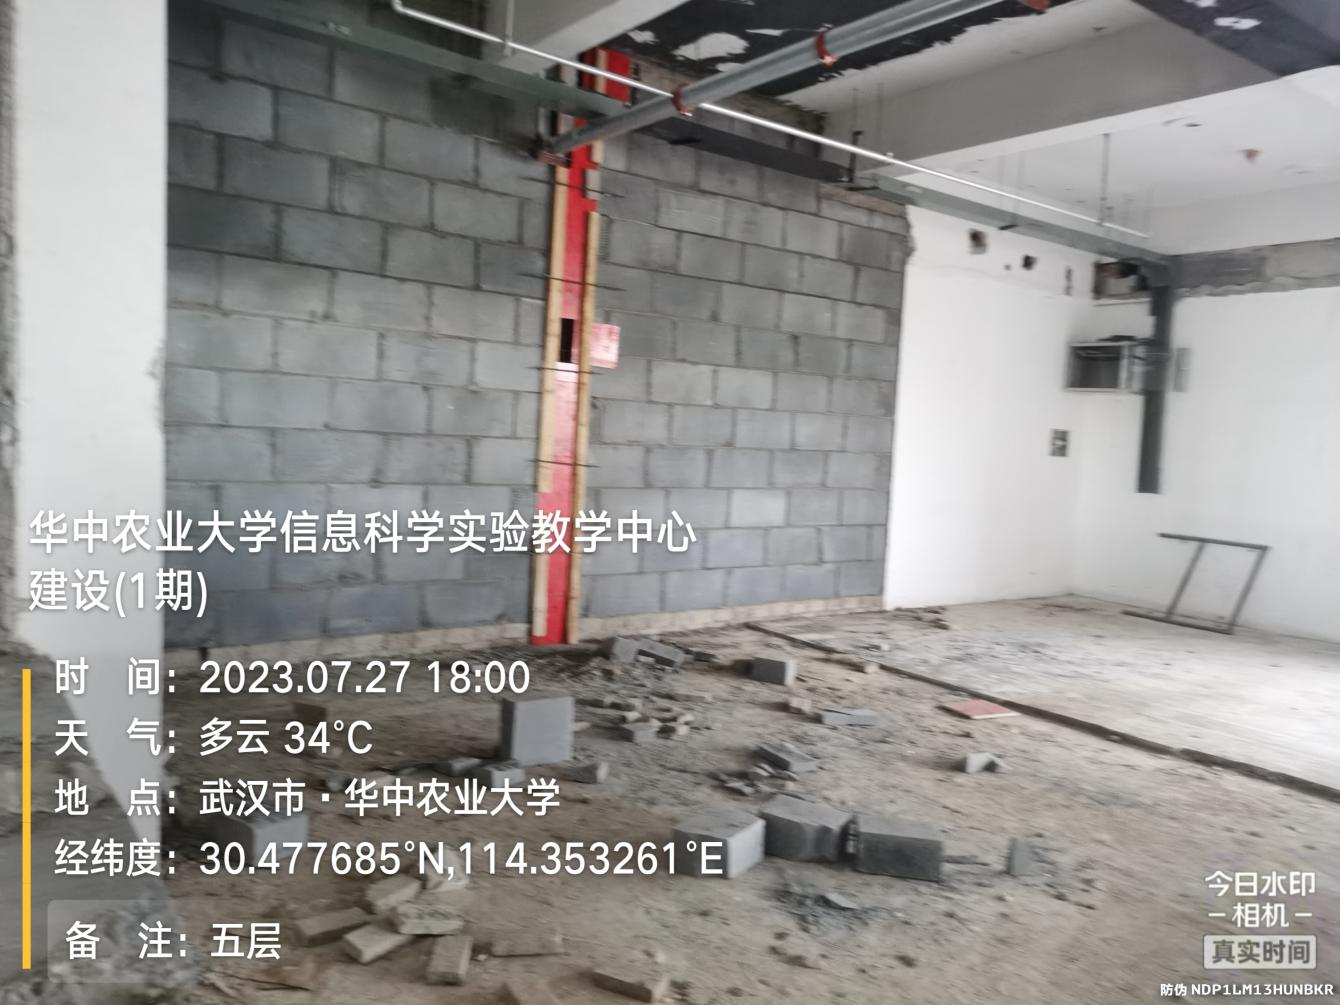 华中农业大学信息科学实验教学中心
建设(1期)
时 间：2023.07.27 18:00
天 气：多云 34℃
地 点：武汉市·华中农业大学
经纬度：30.477685°N,114.353261°E
备 注：五层
今日水印
相机
真实时间
防伪 NDP1LM13HUNBKR